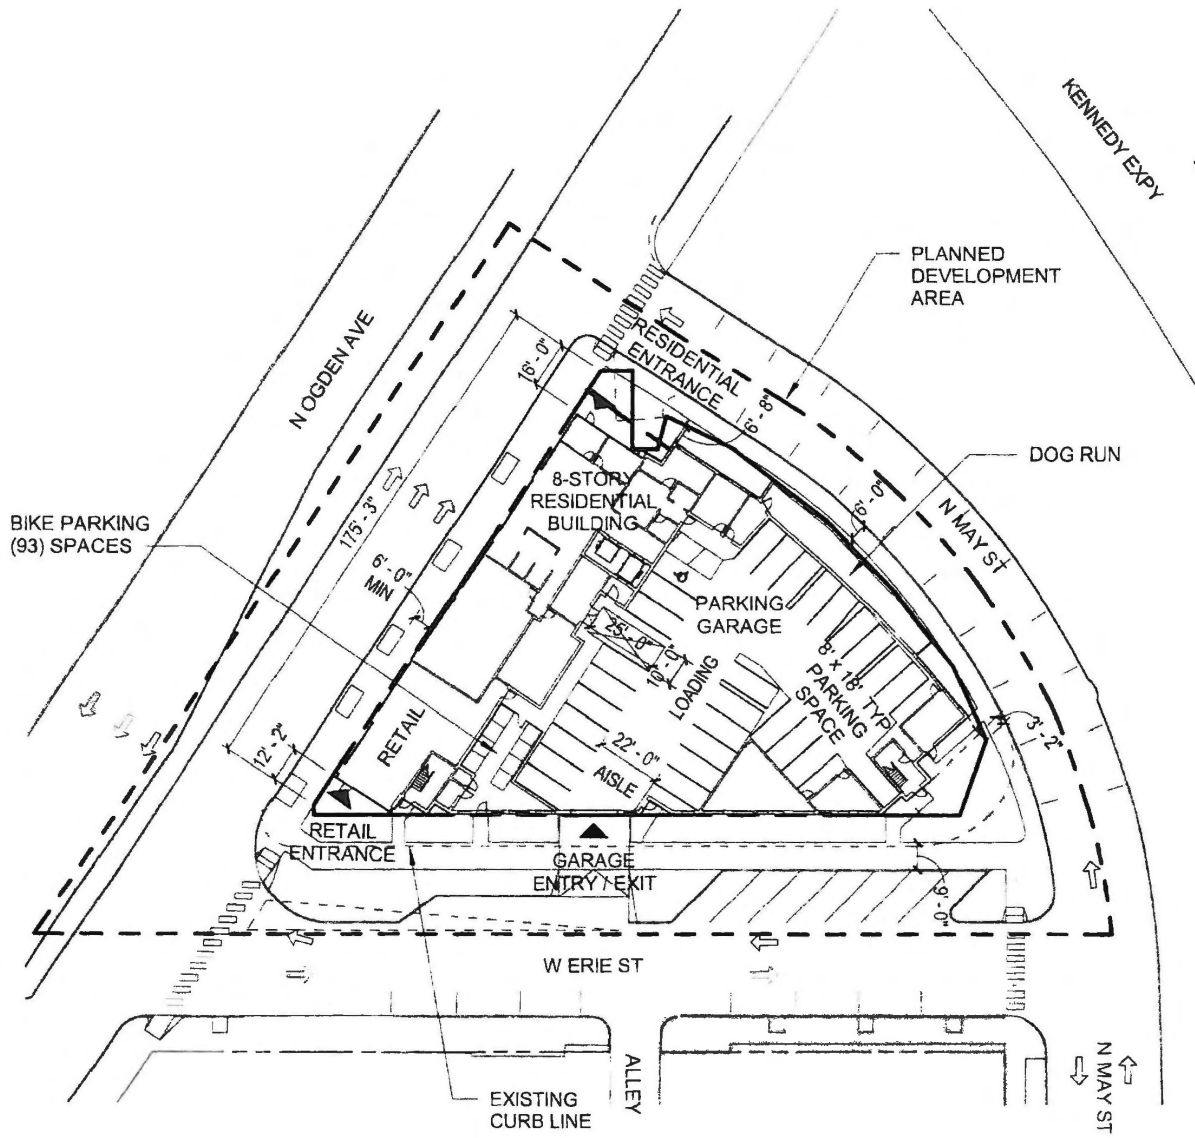 KENNEDY EXPY
PLANNED
DEVELOPMENT
AREA
N OGDEN AVE
RESIDENTIAL
ENTRANCE
16' - 0"
6' - 8"
DOG RUN
8-STORY
RESIDENTIAL
BUILDING
6' - 0"
N MAY ST
BIKE PARKING
(93) SPACES
175' - 3"
6' - 0"
MIN
PARKING
GARAGE
25' - 0"
10' - 0"
LOADING
8' x 18' TYP
PARKING
SPACE
RETAIL
22' - 0"
AISLE
3' - 2"
12' - 2"
RETAIL
ENTRANCE
GARAGE
ENTRY / EXIT
9' - 0"
W ERIE ST
ALLEY
N MAY ST
EXISTING
CURB LINE